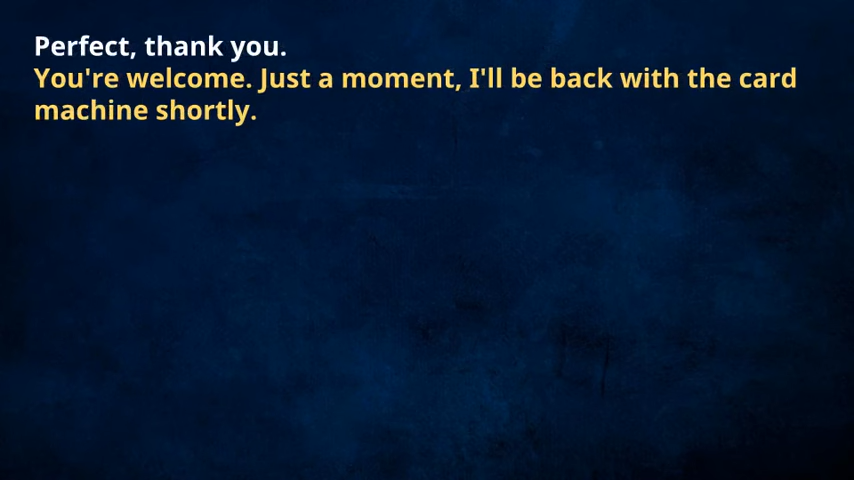 Perfect, thank you.
You're welcome. Just a moment, I'll be back with the card
machine shortly.